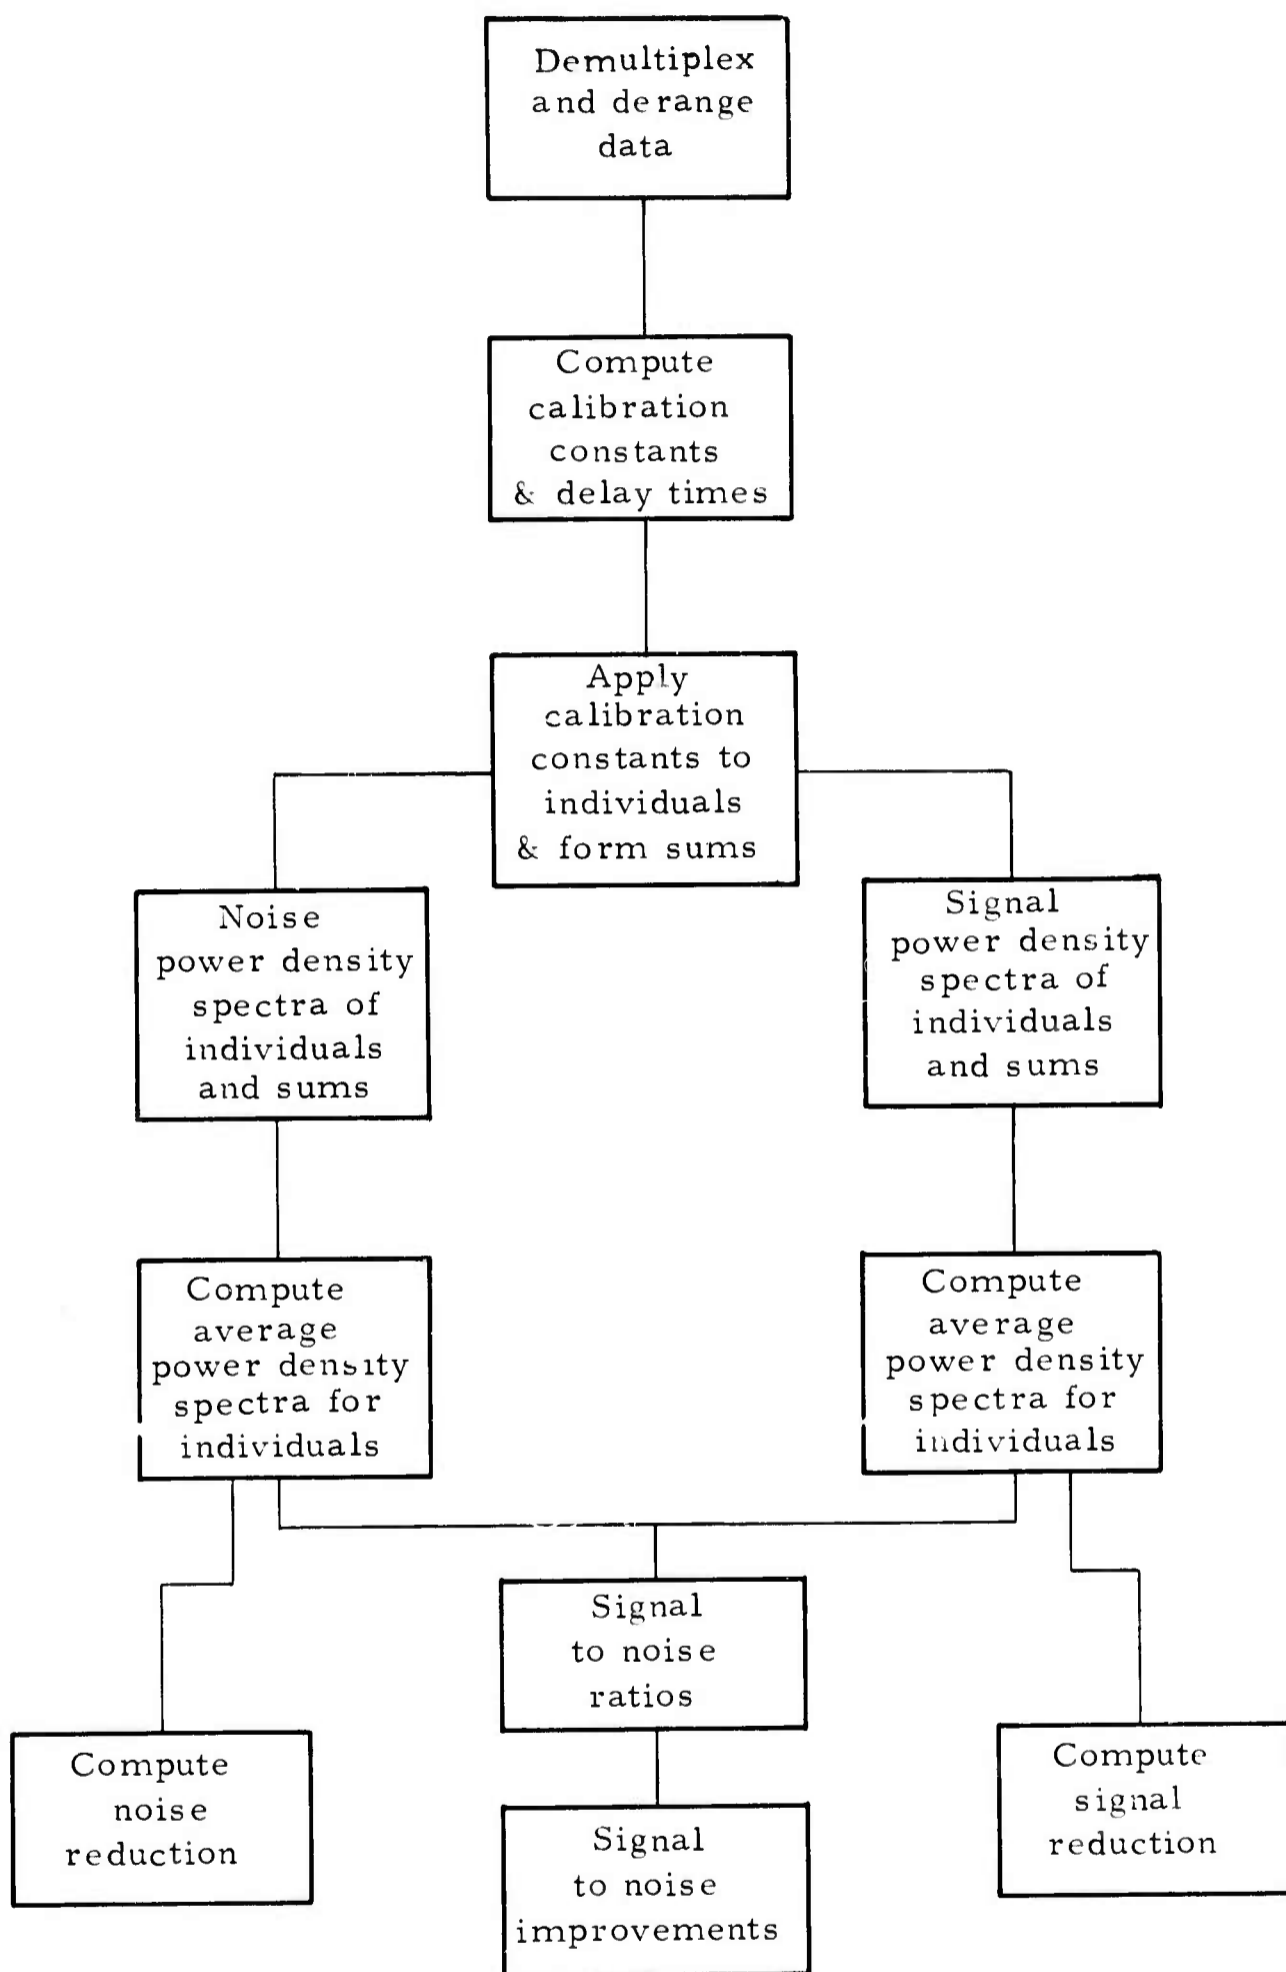 Demultiplex
and derange
data
Compute
calibration
constants
& delay times
Apply
calibration
constants to
individuals
& form sums
Noise
power density
spectra of
individuals
and sums
Signal
power density
spectra of
individuals
and sums
Compute
average
power density
spectra for
individuals
Compute
average
power density
spectra for
individuals
Signal
to noise
ratios
Compute
noise
reduction
Compute
signal
reduction
Signal
to noise
improvements